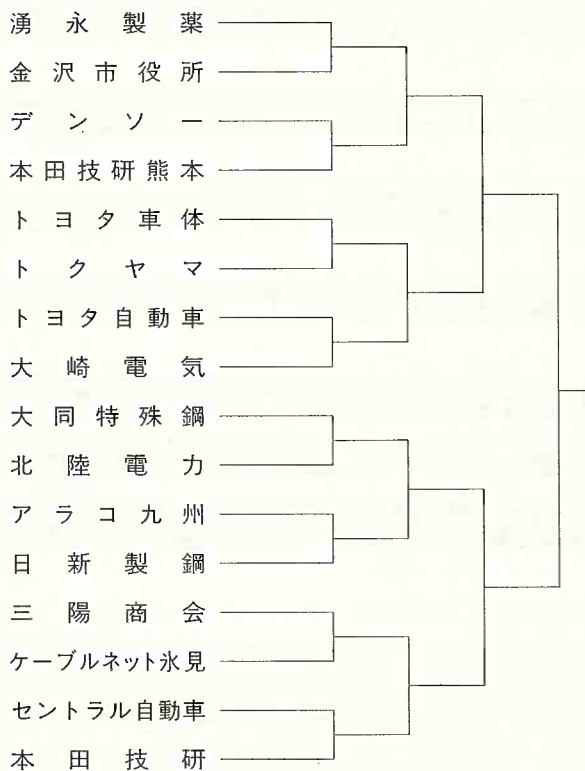 湧永製薬
金沢市役所
デンソー
本田技研熊本
トヨタ車体
トクヤマ
トヨタ自動車
大崎電気
大同特殊鋼
北陸電力
アラコ九州
日新製鋼
三陽商会
ケーブルネット氷見
セントラル自動車
本田技研